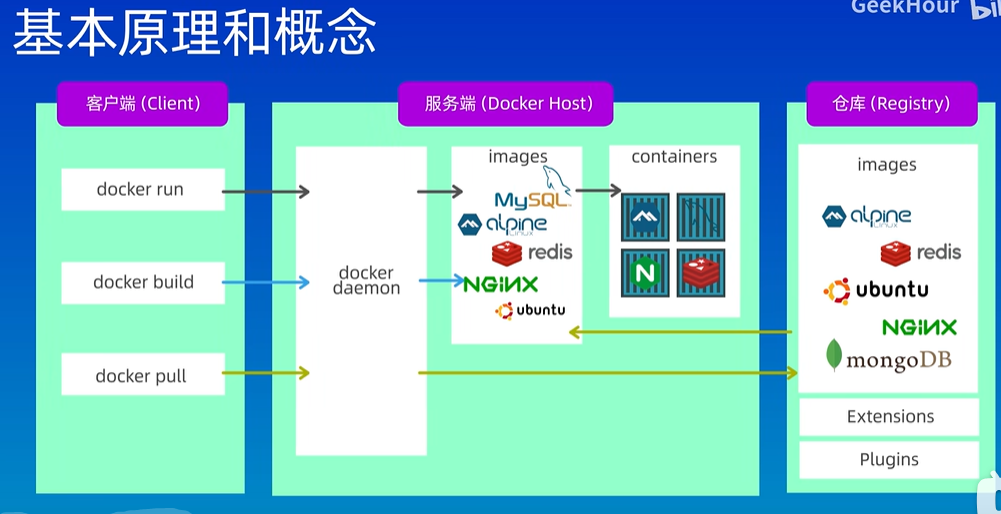 GeekHour
基本原理和概念
客户端 (Client)
docker run
docker build
docker pull
服务端 (Docker Host)
docker
daemon
images
MySQL
alpine
LINUX
redis
NGINX
ubuntu
containers
N
仓库 (Registry)
images
alpine
LINUX
redis
ubuntu
NGINX
mongoDB
Extensions
Plugins